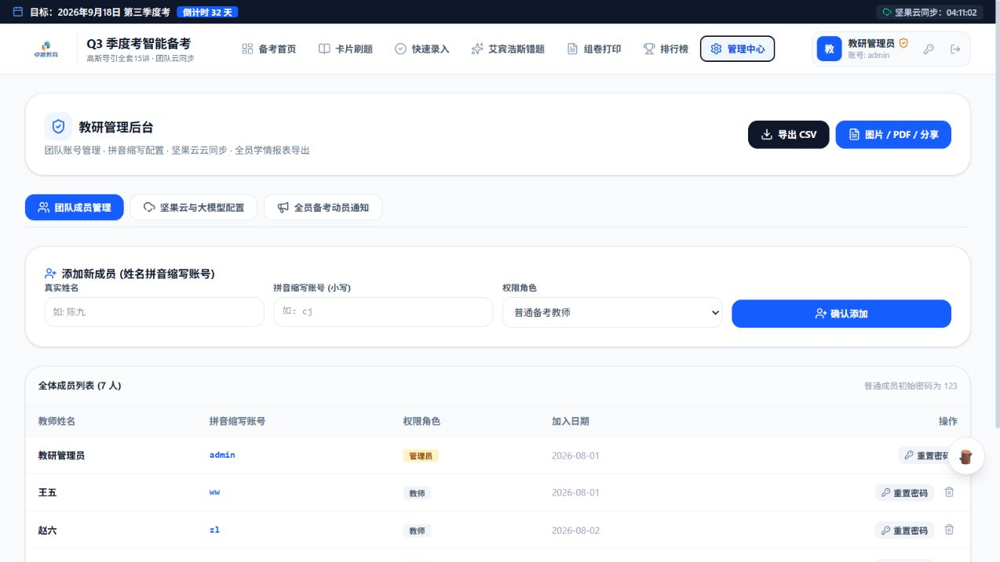 目标：2026年9月18日 第三季度考 倒计时 32 天
坚果云同步：04:11:02
卓越教育
Q3 季度考智能备考
高斯导引全套15讲 · 团队云同步
备考首页 卡片刷题 快速录入 艾宾浩斯错题 组卷打印 排行榜 管理中心
教
教研管理员
账号: admin
教研管理后台
团队账号管理 · 拼音缩写配置 · 坚果云云同步 · 全员学情报表导出
导出 CSV
图片 / PDF / 分享
团队成员管理 坚果云与大模型配置 全员备考动员通知
添加新成员 (姓名拼音缩写账号)
真实姓名 拼音缩写账号 (小写) 权限角色
如: 陈九 如: cj 普通备考教师 确认添加
全体成员列表 (7 人) 普通成员初始密码为 123
教师姓名 拼音缩写账号 权限角色 加入日期 操作
教研管理员 admin 管理员 2026-08-01 重置密码
王五 ww 教师 2026-08-01 重置密码
赵六 zl 教师 2026-08-02 重置密码